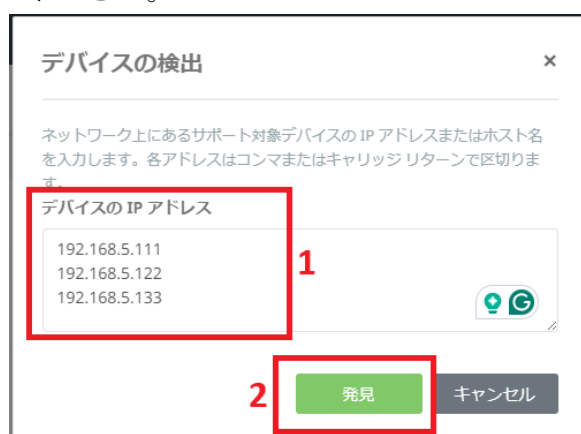 デバイスの検出 ×
ネットワーク上にあるサポート対象デバイスの IP アドレスまたはホスト名
を入力します。各アドレスはコンマまたはキャリッジ リターンで区切りま
す。
デバイスの IP アドレス
192.168.5.111
192.168.5.122
192.168.5.133
1
G
2
発見 キャンセル